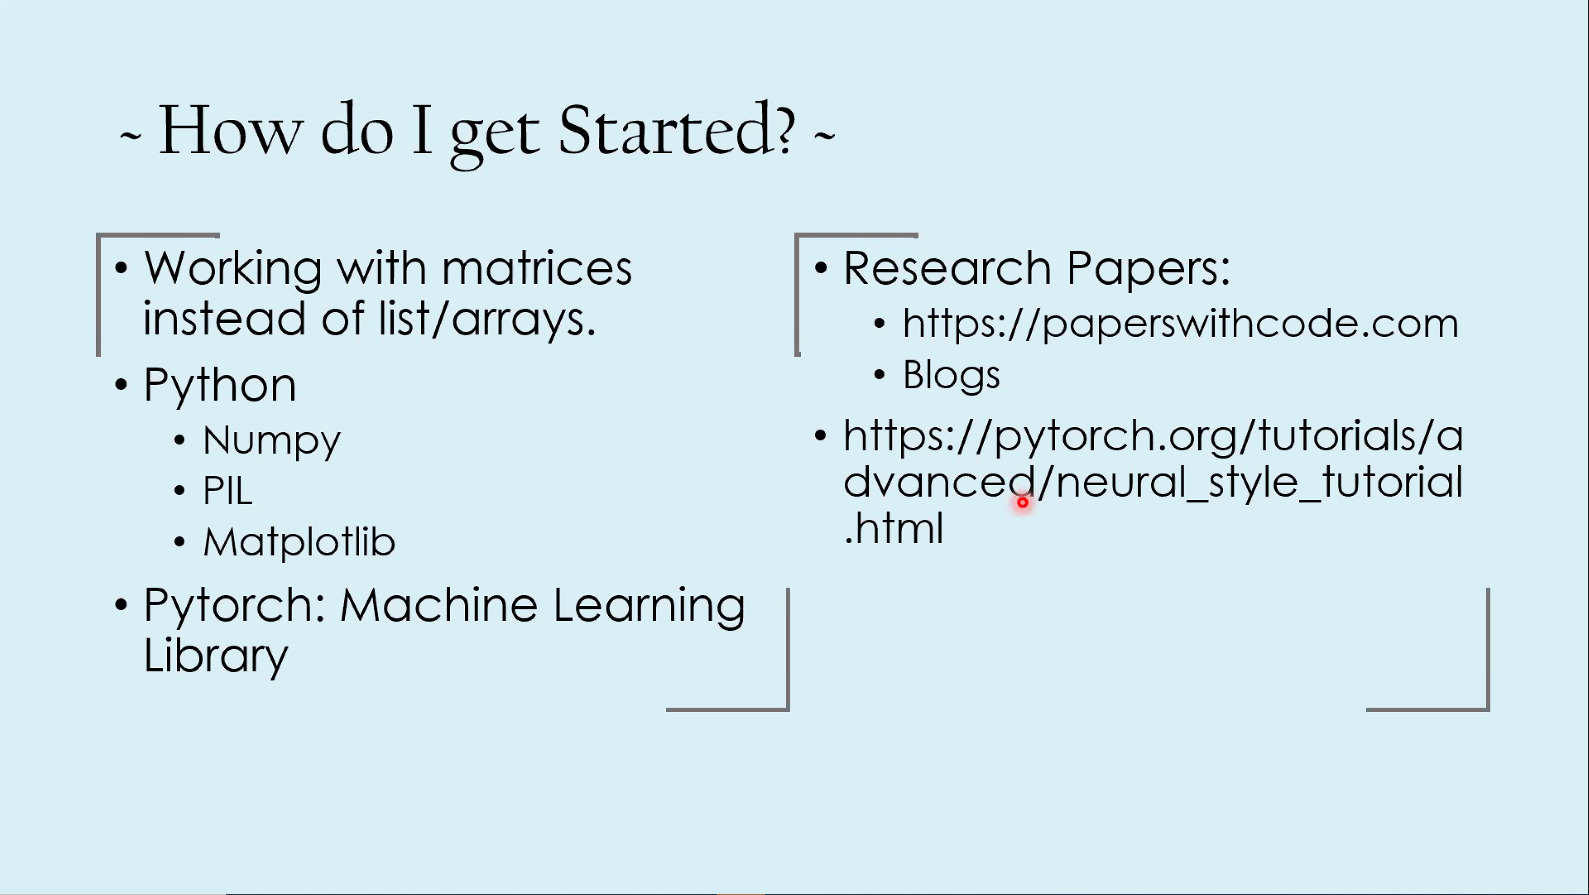 ~ How do I get Started? ~
• Working with matrices
instead of list/arrays.
• Python
• Numpy
• PIL
• Matplotlib
• Pytorch: Machine Learning
Library
• Research Papers:
• https://paperswithcode.com
• Blogs
• https://pytorch.org/tutorials/a
dvanced/neural_style_tutorial
.html